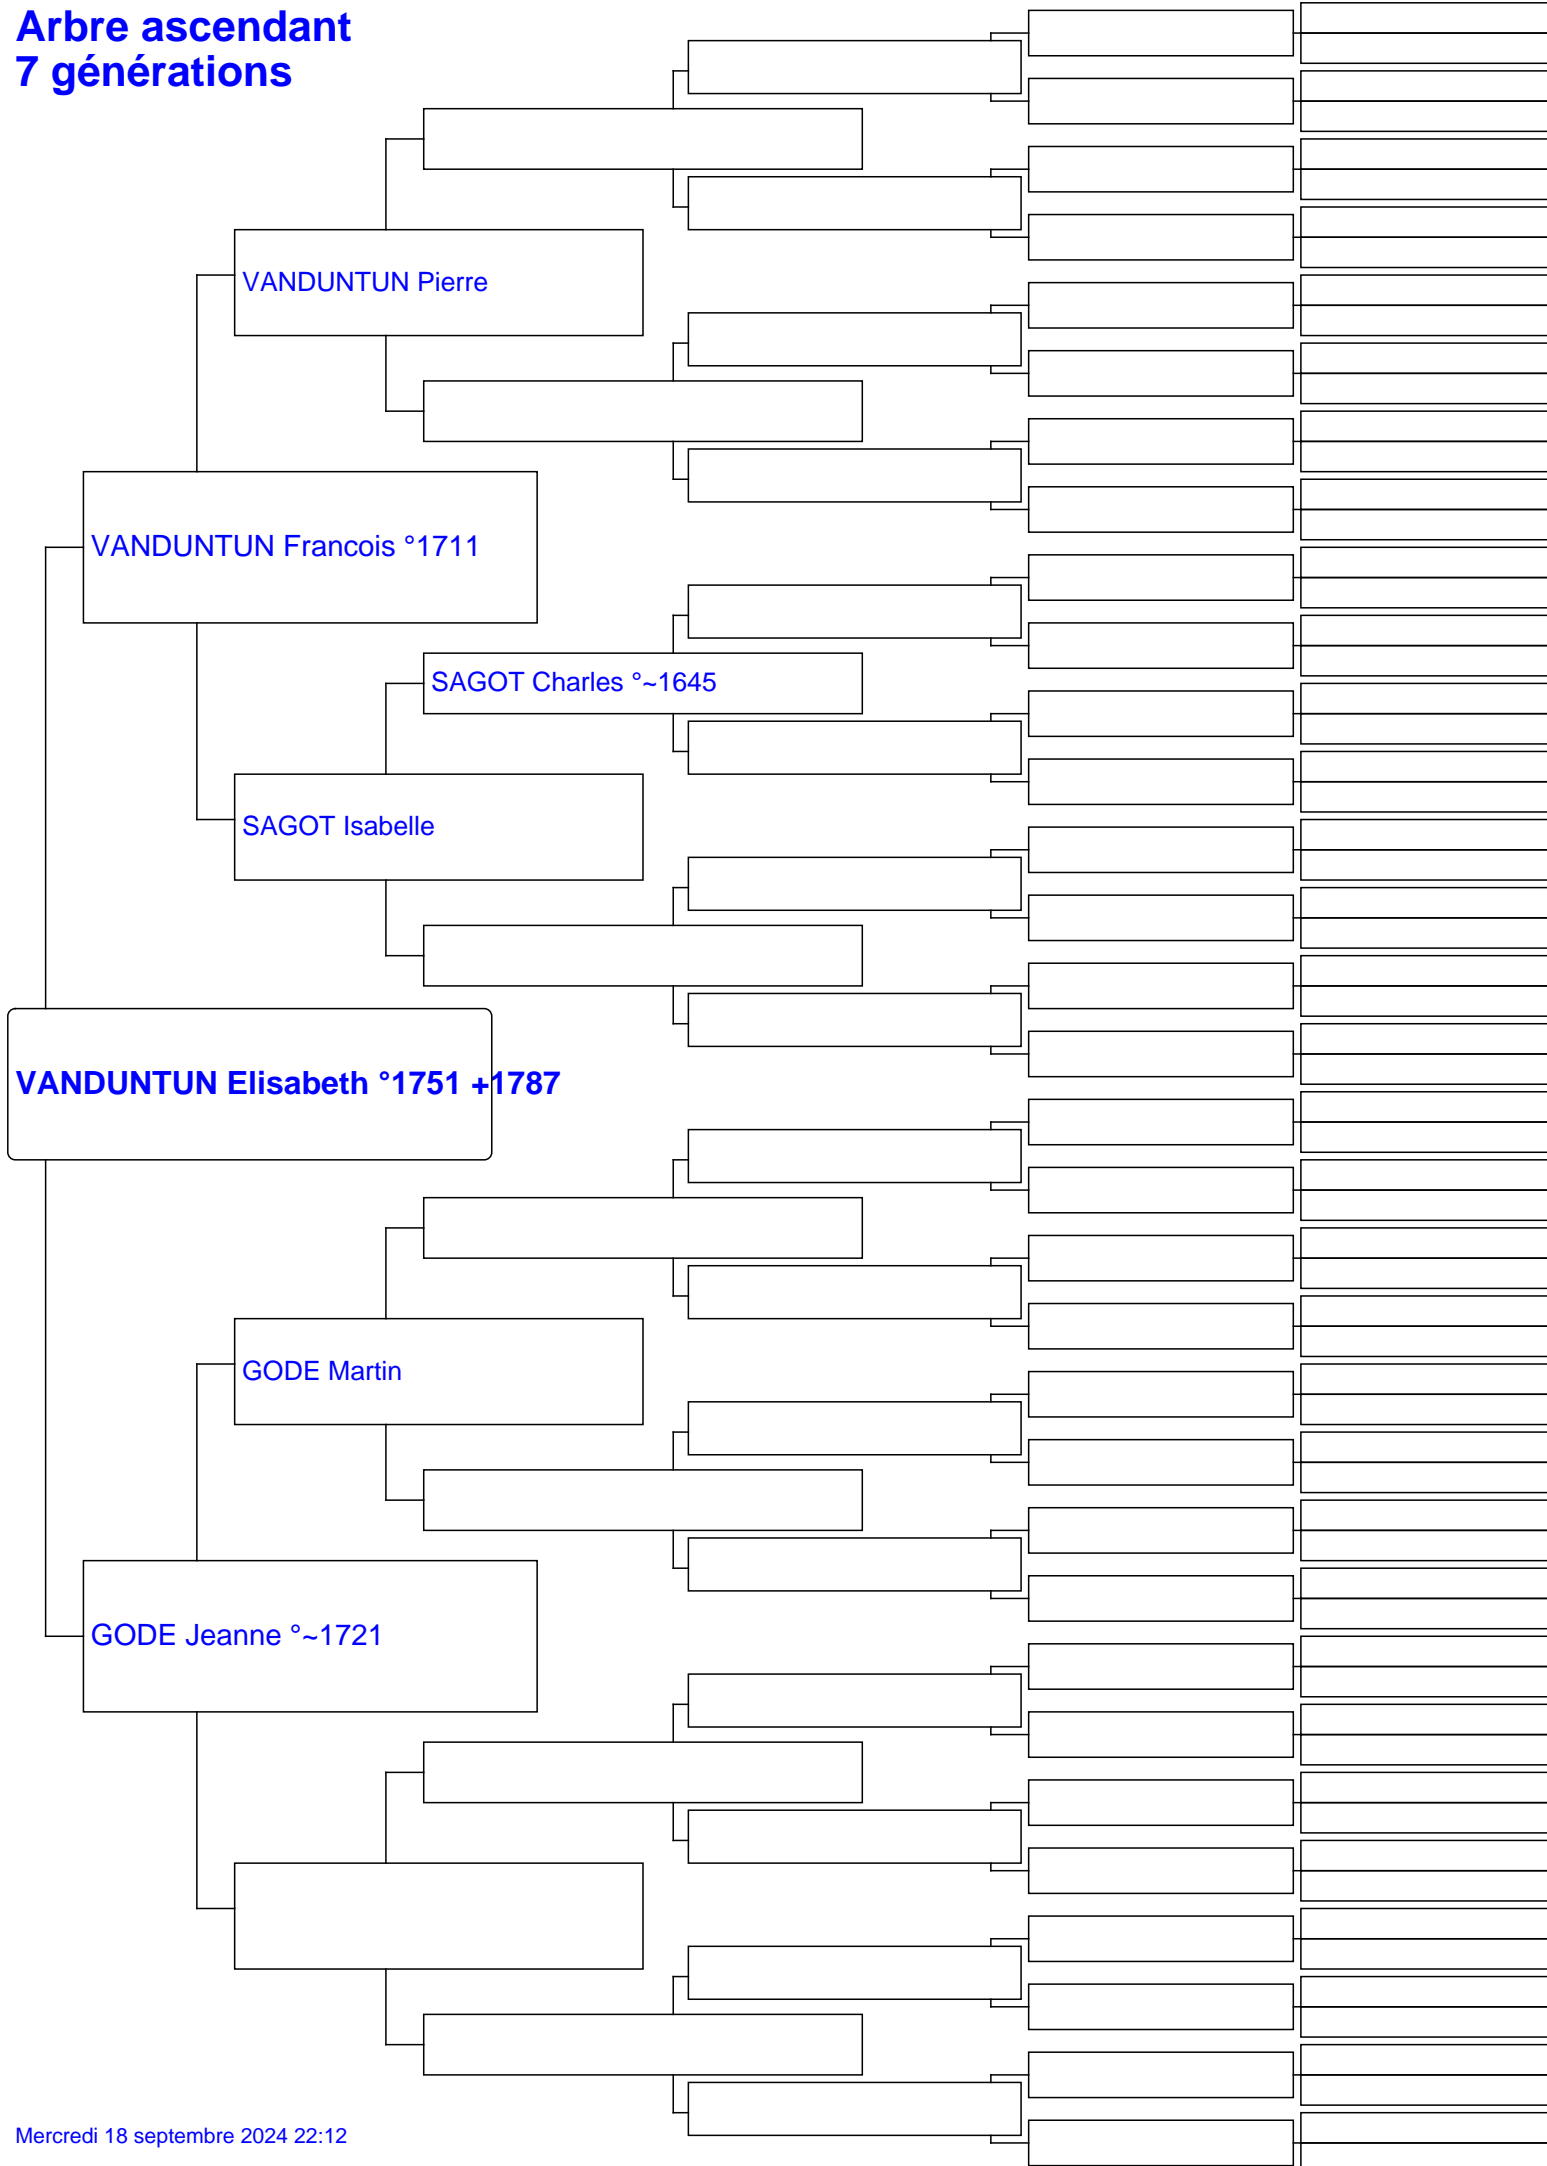 Arbre ascendant
7 générations
VANDUNTUN Pierre
VANDUNTUN Francois °1711
SAGOT Charles °~1645
SAGOT Isabelle
VANDUNTUN Elisabeth °1751 +1787
GODE Martin
GODE Jeanne °~1721
Mercredi 18 septembre 2024 22:12